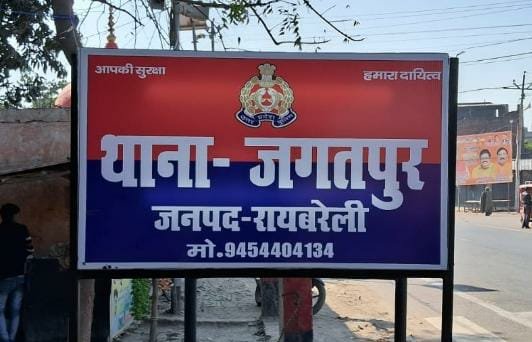 आपकी सुरक्षा हमारा दायित्व
थाना- जगतपुर
जनपद-रायबरेली
मो.9454404134